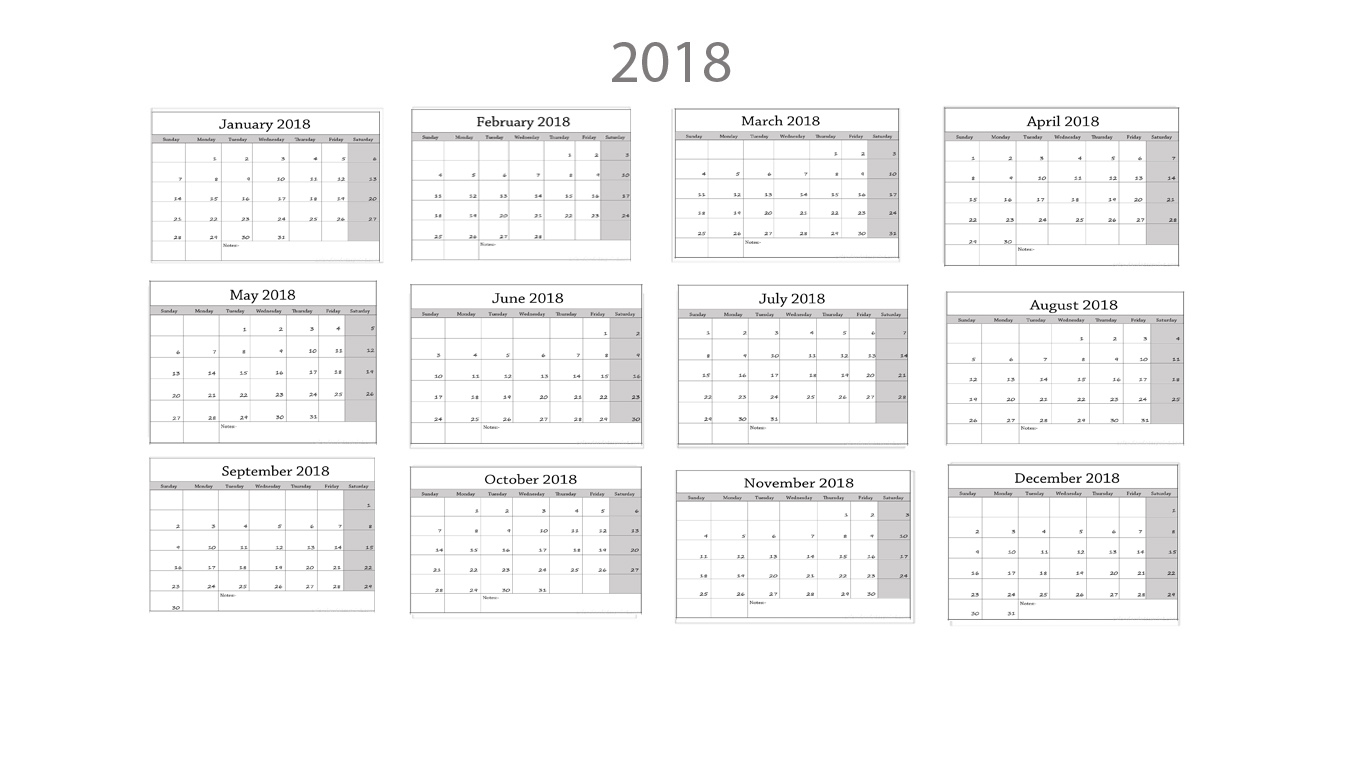 2018
January 2018
Sunday Monday Tuesday Wednesday Thursday Friday Saturday
1 2 3 4 5 6
7 8 9 10 11 12 13
14 15 16 17 18 19 20
21 22 23 24 25 26 27
28 29 30 31
Notes:-
February 2018
Sunday Monday Tuesday Wednesday Thursday Friday Saturday
1 2 3
4 5 6 7 8 9 10
11 12 13 14 15 16 17
18 19 20 21 22 23 24
25 26 27 28
Notes:-
March 2018
Sunday Monday Tuesday Wednesday Thursday Friday Saturday
1 2 3
4 5 6 7 8 9 10
11 12 13 14 15 16 17
18 19 20 21 22 23 24
25 26 27 28 29 30 31
Notes:-
April 2018
Sunday Monday Tuesday Wednesday Thursday Friday Saturday
1 2 3 4 5 6 7
8 9 10 11 12 13 14
15 16 17 18 19 20 21
22 23 24 25 26 27 28
29 30
Notes:-
May 2018
Sunday Monday Tuesday Wednesday Thursday Friday Saturday
1 2 3 4 5
6 7 8 9 10 11 12
13 14 15 16 17 18 19
20 21 22 23 24 25 26
27 28 29 30 31
Notes:-
June 2018
Sunday Monday Tuesday Wednesday Thursday Friday Saturday
1 2
3 4 5 6 7 8 9
10 11 12 13 14 15 16
17 18 19 20 21 22 23
24 25 26 27 28 29 30
Notes:-
July 2018
Sunday Monday Tuesday Wednesday Thursday Friday Saturday
1 2 3 4 5 6 7
8 9 10 11 12 13 14
15 16 17 18 19 20 21
22 23 24 25 26 27 28
29 30 31
Notes:-
August 2018
Sunday Monday Tuesday Wednesday Thursday Friday Saturday
1 2 3 4
5 6 7 8 9 10 11
12 13 14 15 16 17 18
19 20 21 22 23 24 25
26 27 28 29 30 31
Notes:-
September 2018
Sunday Monday Tuesday Wednesday Thursday Friday Saturday
1
2 3 4 5 6 7 8
9 10 11 12 13 14 15
16 17 18 19 20 21 22
23 24 25 26 27 28 29
30
Notes:-
October 2018
Sunday Monday Tuesday Wednesday Thursday Friday Saturday
1 2 3 4 5 6
7 8 9 10 11 12 13
14 15 16 17 18 19 20
21 22 23 24 25 26 27
28 29 30 31
Notes:-
November 2018
Sunday Monday Tuesday Wednesday Thursday Friday Saturday
1 2 3
4 5 6 7 8 9 10
11 12 13 14 15 16 17
18 19 20 21 22 23 24
25 26 27 28 29 30
Notes:-
December 2018
Sunday Monday Tuesday Wednesday Thursday Friday Saturday
1
2 3 4 5 6 7 8
9 10 11 12 13 14 15
16 17 18 19 20 21 22
23 24 25 26 27 28 29
30 31
Notes:-